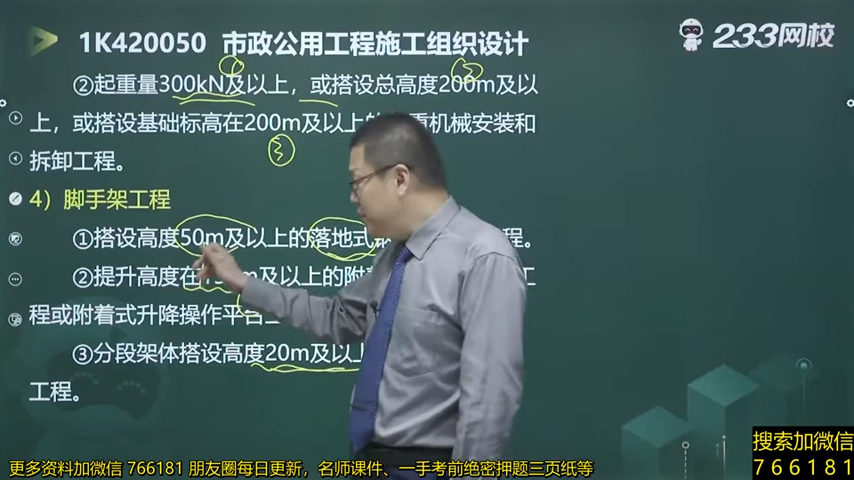 1K420050 市政公用工程施工组织设计
233网校
②起重量300kN及以上，或搭设总高度200m及以
上，或搭设基础标高在200m及以上的 重机械安装和
拆卸工程。
4）脚手架工程
①搭设高度50m及以上的落地式 程。
②提升高度在 m及以上的附 工
程或附着式升降操作平台
③分段架体搭设高度20m及以上
工程。
① ② ③
搜索加微信
766181
更多资料加微信 766181 朋友圈每日更新，名师课件、一手考前绝密押题三页纸等